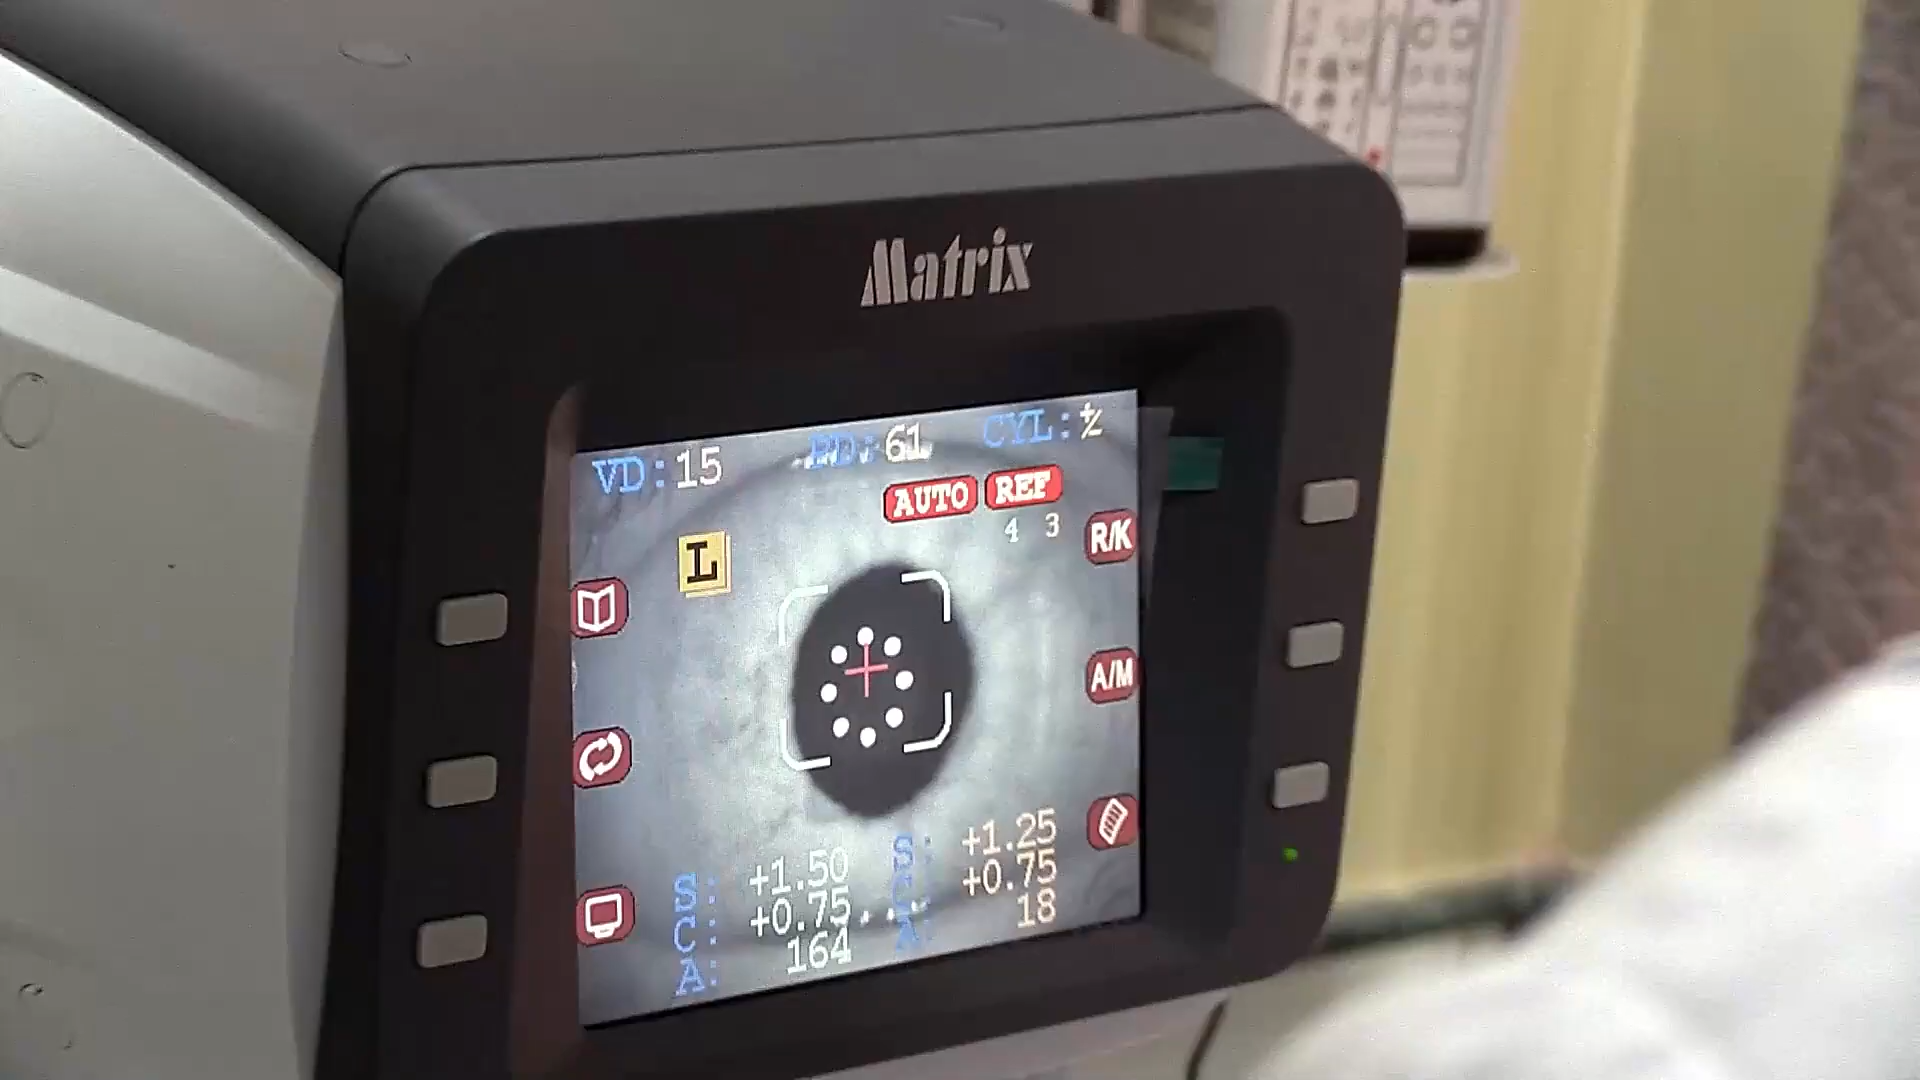 Matrix
VD:15 PD:61 CYL:±
AUTO REF
4 3
R/K
L
A/M
S: +1.50 S: +1.25
C: +0.75 C: +0.75
A: 164 A: 18